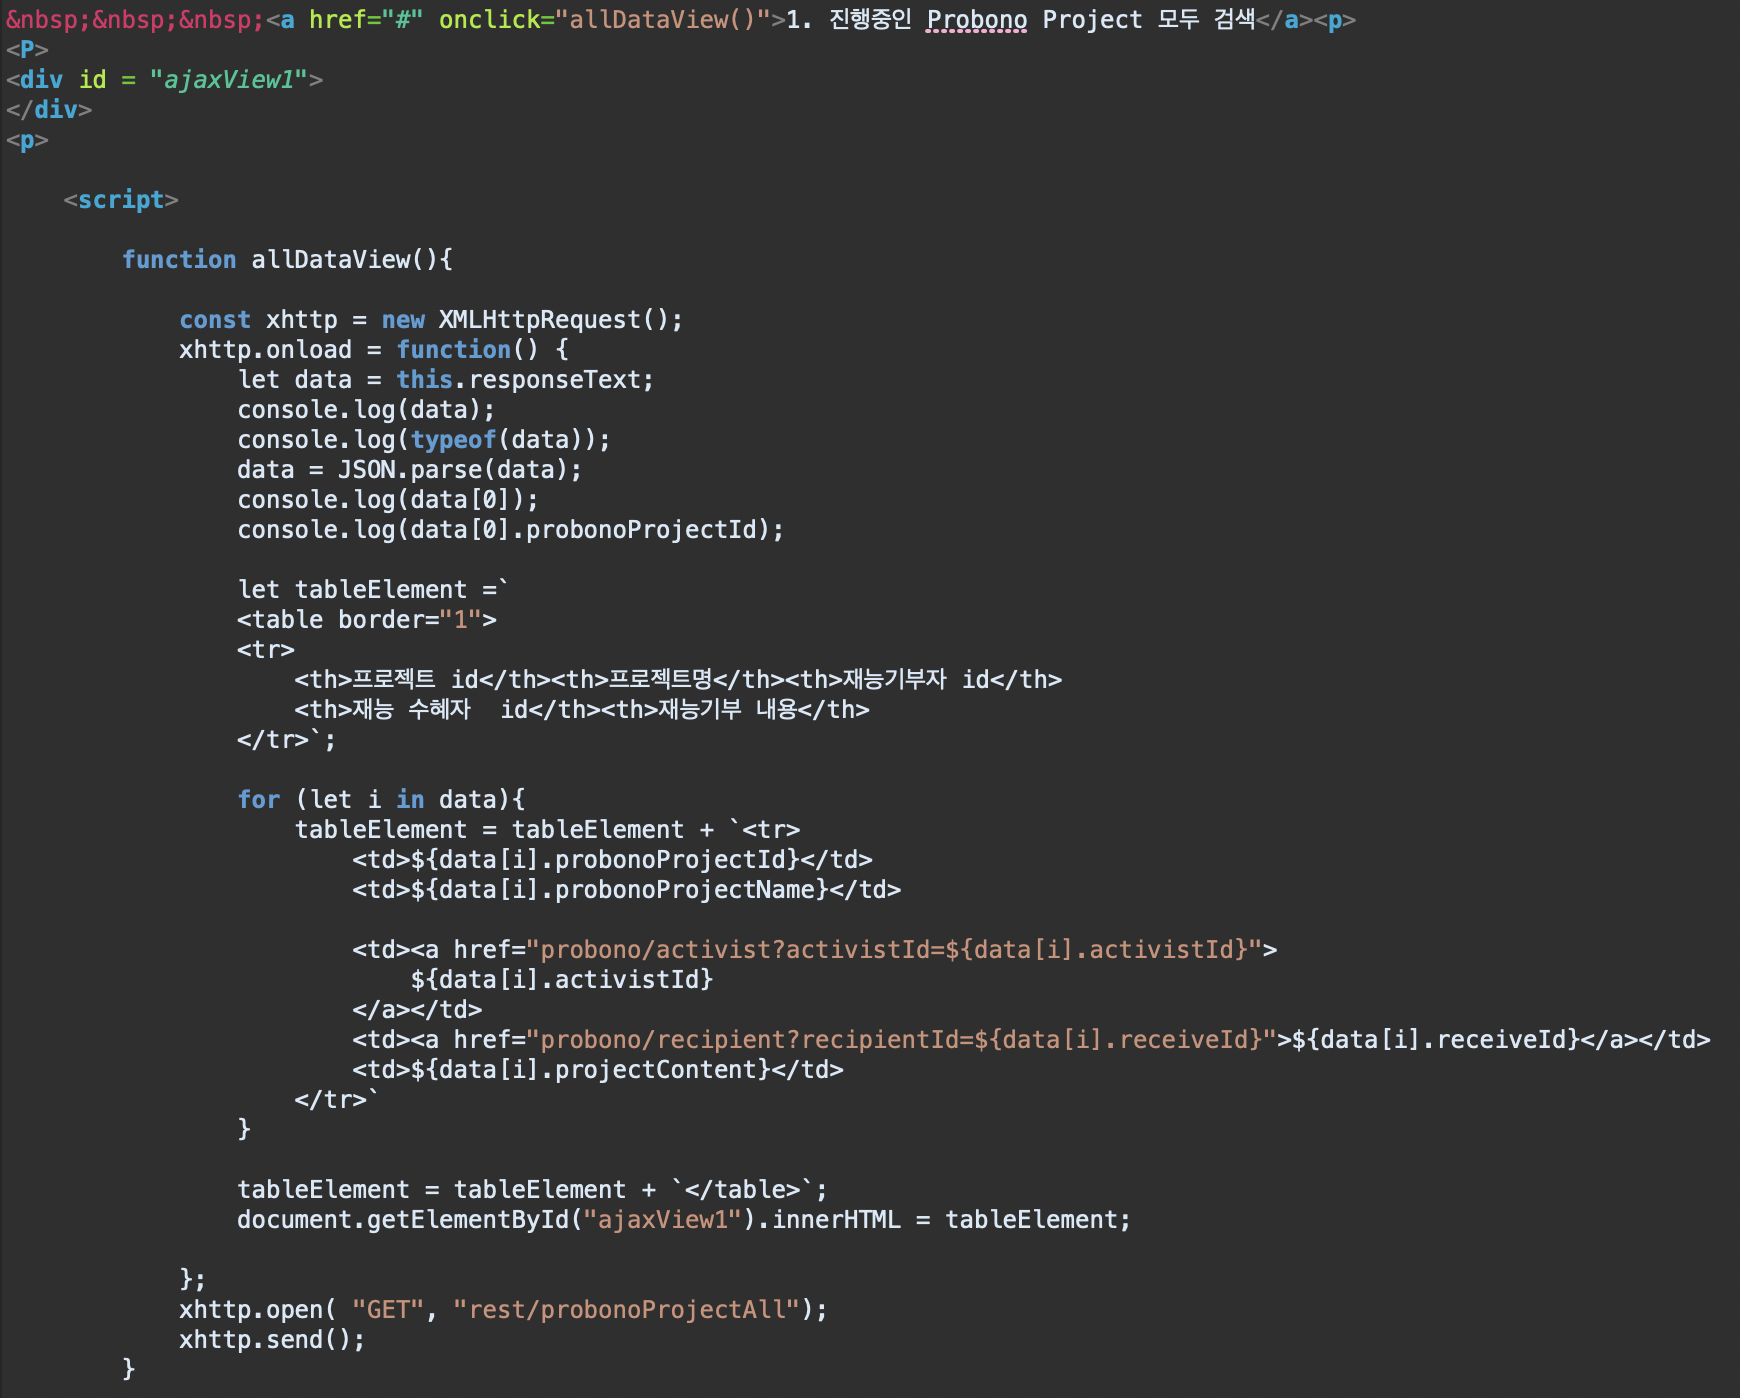 &nbsp;&nbsp;&nbsp;<a href="#" onclick="allDataView()">1. 진행중인 Probono Project 모두 검색</a><p>
<P>
<div id = "ajaxView1">
</div>
<p>
<script>
function allDataView(){
const xhttp = new XMLHttpRequest();
xhttp.onload = function() {
let data = this.responseText;
console.log(data);
console.log(typeof(data));
data = JSON.parse(data);
console.log(data[0]);
console.log(data[0].probonoProjectId);
let tableElement =`
<table border="1">
<tr>
<th>프로젝트 id</th><th>프로젝트명</th><th>재능기부자 id</th>
<th>재능 수혜자  id</th><th>재능기부 내용</th>
</tr>`;
for (let i in data){
tableElement = tableElement + `<tr>
<td>${data[i].probonoProjectId}</td>
<td>${data[i].probonoProjectName}</td>
<td><a href="probono/activist?activistId=${data[i].activistId}">
${data[i].activistId}
</a></td>
<td><a href="probono/recipient?recipientId=${data[i].receiveId}">${data[i].receiveId}</a></td>
<td>${data[i].projectContent}</td>
</tr>`
}
tableElement = tableElement + `</table>`;
document.getElementById("ajaxView1").innerHTML = tableElement;
};
xhttp.open( "GET", "rest/probonoProjectAll");
xhttp.send();
}